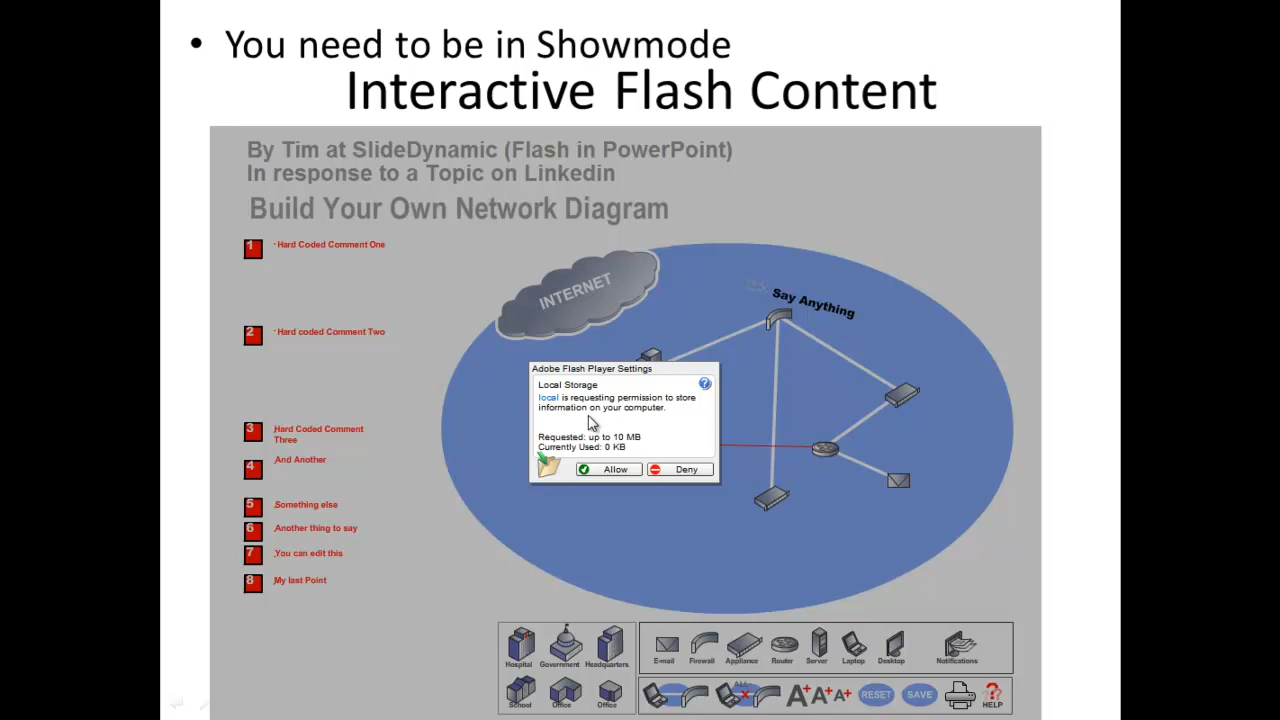 • You need to be in Showmode
Interactive Flash Content
By Tim at SlideDynamic (Flash in PowerPoint)
In response to a Topic on Linkedin
Build Your Own Network Diagram
1 Hard Coded Comment One
2 Hard coded Comment Two
3 Hard Coded Comment
Three
4 And Another
5 Something else
6 Another thing to say
7 You can edit this
8 My last Point
INTERNET
Say Anything
Adobe Flash Player Settings
Local Storage
?
local is requesting permission to store
information on your computer.
Requested: up to 10 MB
Currently Used: 0 KB
Allow Deny
Hospital Government Headquarters
School Office Office
E-mail Firewall Appliance Router Server Laptop Desktop Notifications
ALL A+ A+ A+ RESET SAVE ? HELP